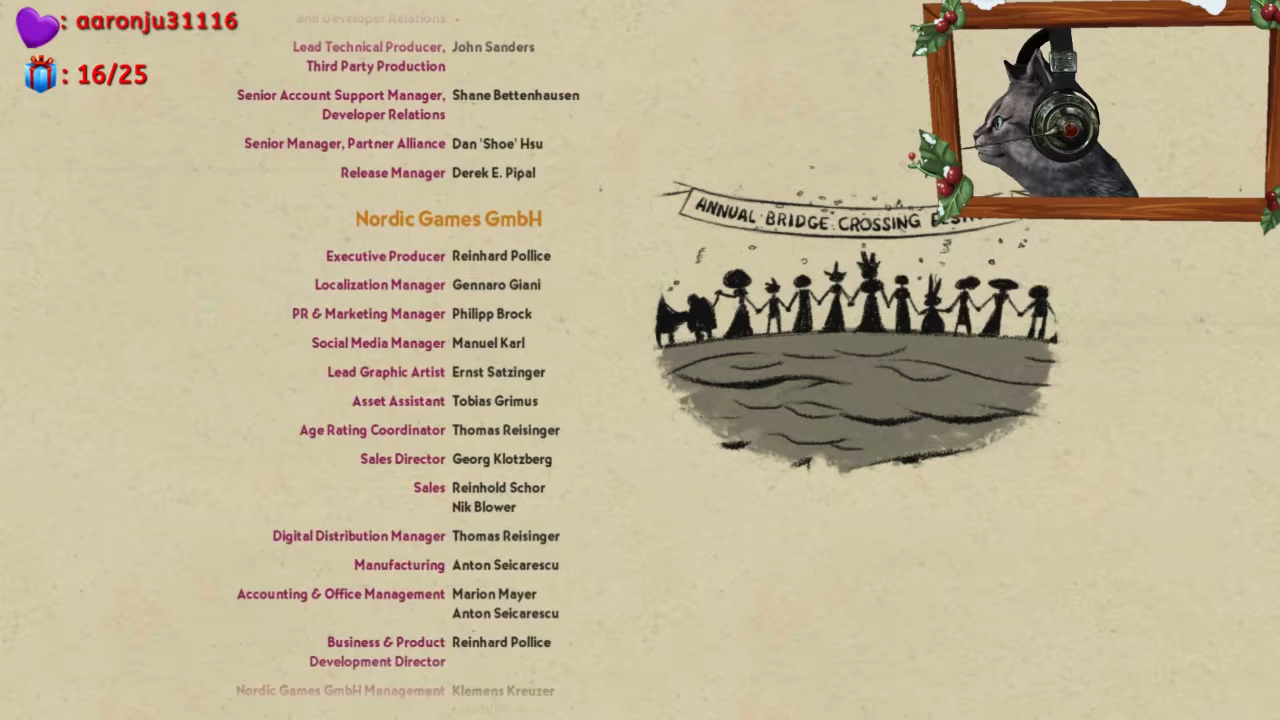 : aaronju31116
: 16/25
and Developer Relations
Lead Technical Producer, John Sanders
Third Party Production
Senior Account Support Manager, Shane Bettenhausen
Developer Relations
Senior Manager, Partner Alliance Dan 'Shoe' Hsu
Release Manager Derek E. Pipal
Nordic Games GmbH
Executive Producer Reinhard Pollice
Localization Manager Gennaro Giani
PR & Marketing Manager Philipp Brock
Social Media Manager Manuel Karl
Lead Graphic Artist Ernst Satzinger
Asset Assistant Tobias Grimus
Age Rating Coordinator Thomas Reisinger
Sales Director Georg Klotzberg
Sales Reinhold Schor
Nik Blower
Digital Distribution Manager Thomas Reisinger
Manufacturing Anton Seicarescu
Accounting & Office Management Marion Mayer
Anton Seicarescu
Business & Product Reinhard Pollice
Development Director
Nordic Games GmbH Management Klemens Kreuzer
ANNUAL BRIDGE CROSSING